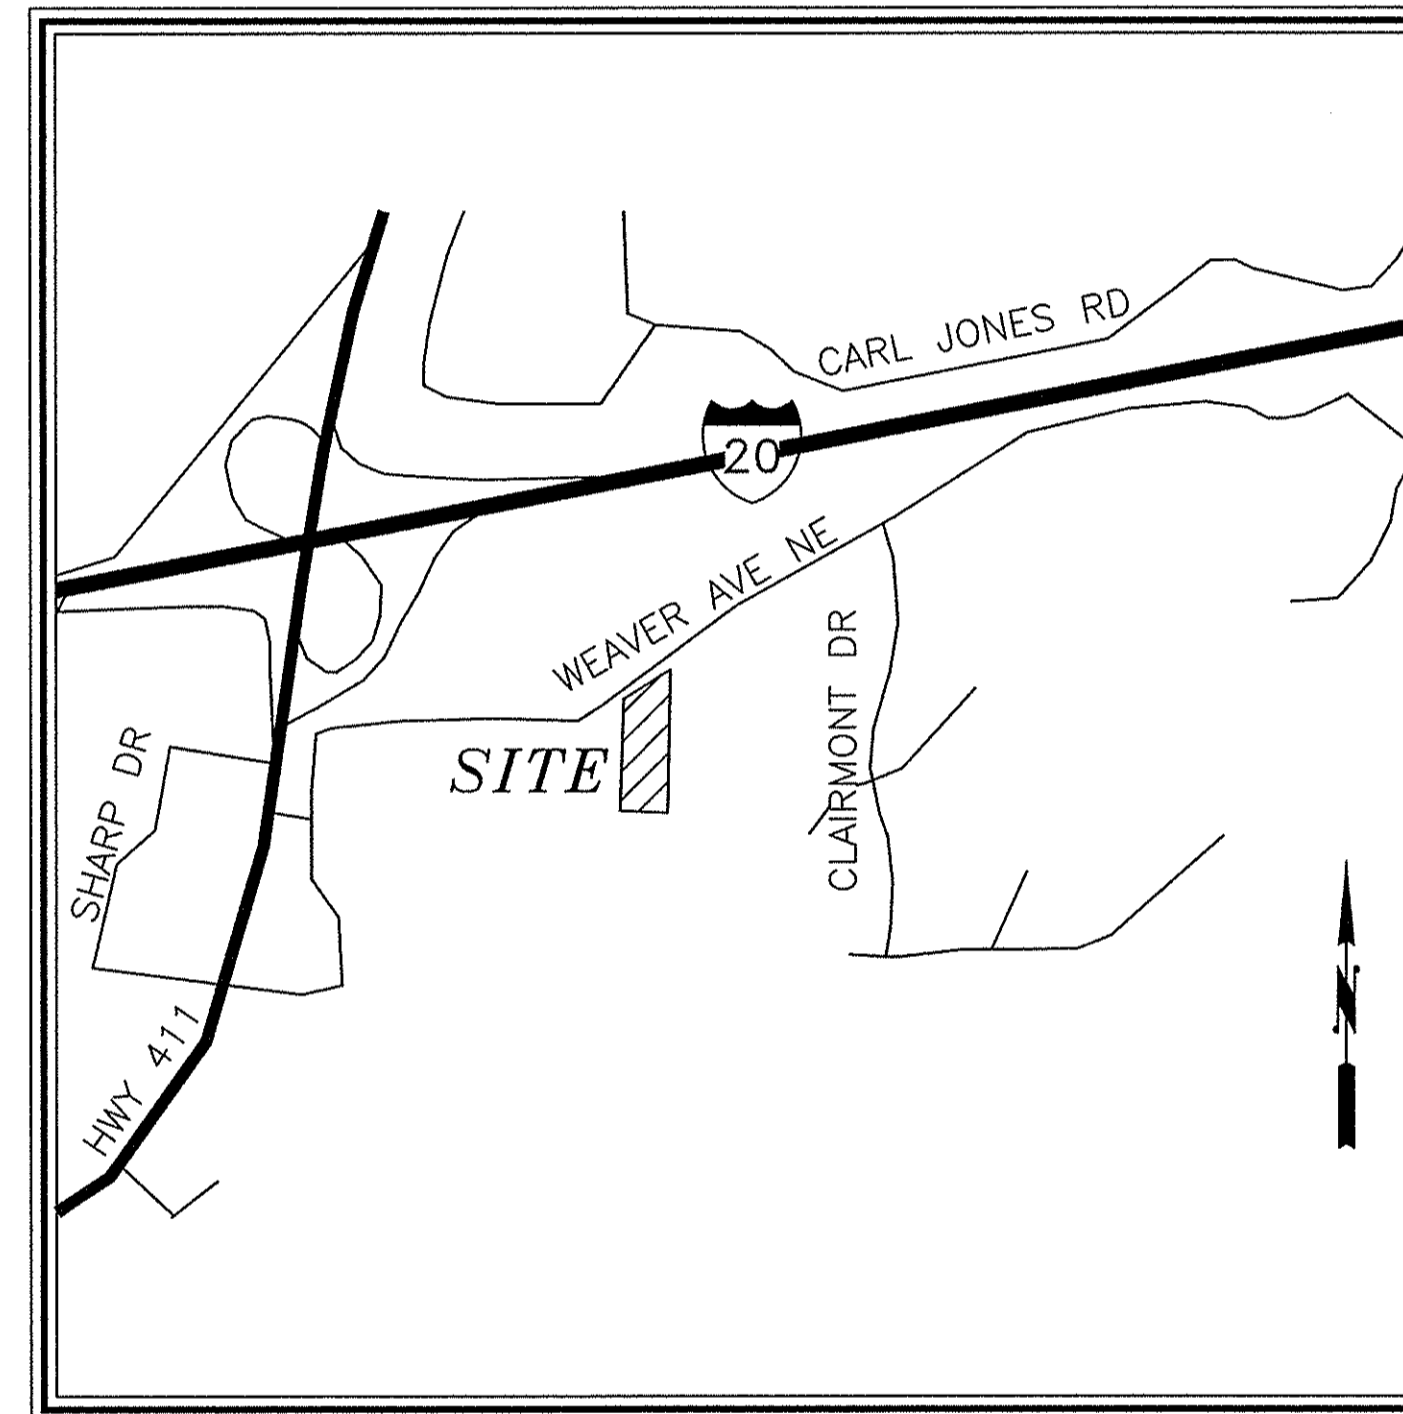 CARL JONES RD
20
WEAVER AVE NE
CLAIRMONT DR
SITE
SHARP DR
HWY 411
N